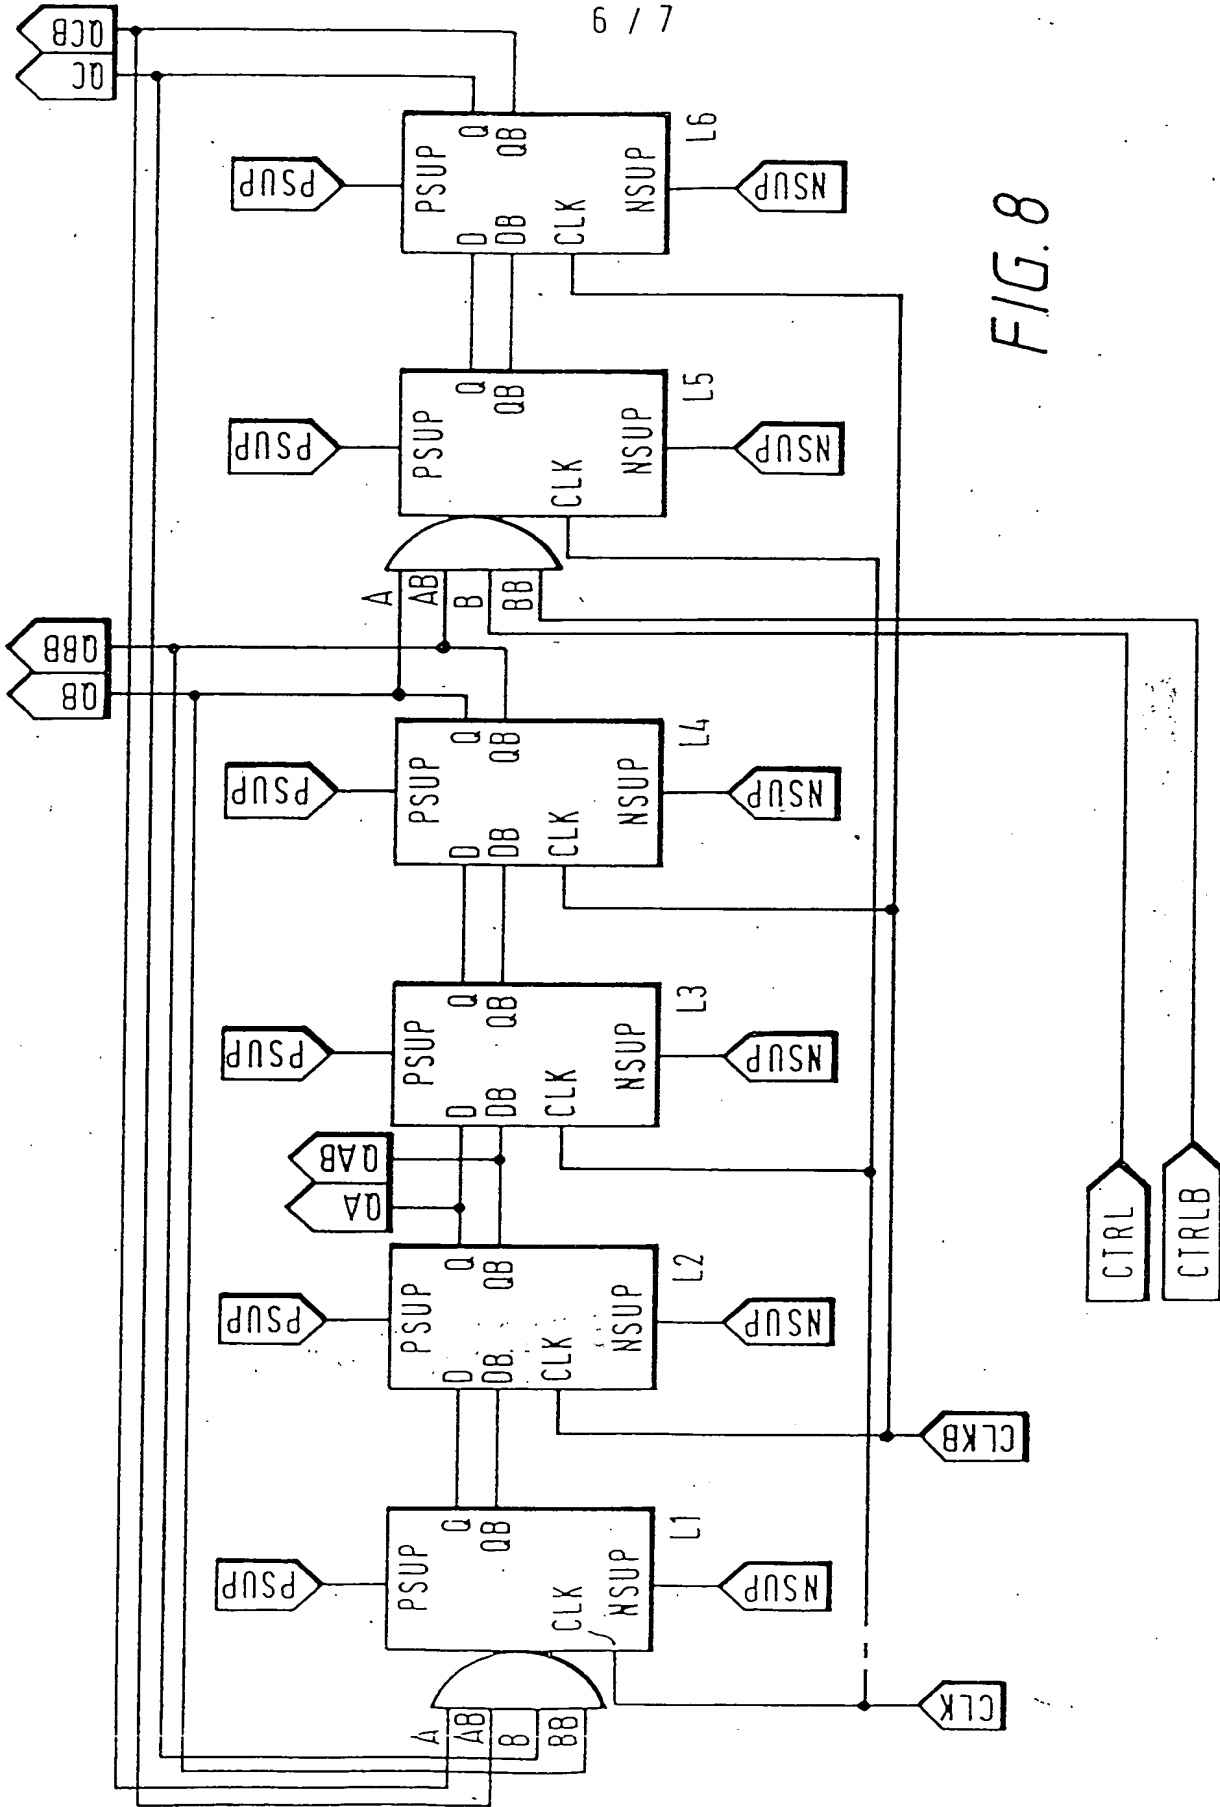 6 / 7
QCB
QC
PSUP
PSUP
D
DB
CLK
Q
QB
NSUP
L6
NSUP
PSUP
PSUP
CLK
Q
QB
NSUP
L5
NSUP
A
AB
B
BB
QBB
QB
PSUP
PSUP
D
DB
CLK
Q
QB
NSUP
L4
NSUP
PSUP
PSUP
D
DB
CLK
Q
QB
NSUP
L3
NSUP
QAB
QA
PSUP
PSUP
D
DB
CLK
Q
QB
NSUP
L2
NSUP
PSUP
PSUP
CLK
Q
QB
NSUP
L1
NSUP
A
AB
B
BB
CTRL
CTRLB
CLKB
CLK
FIG. 8